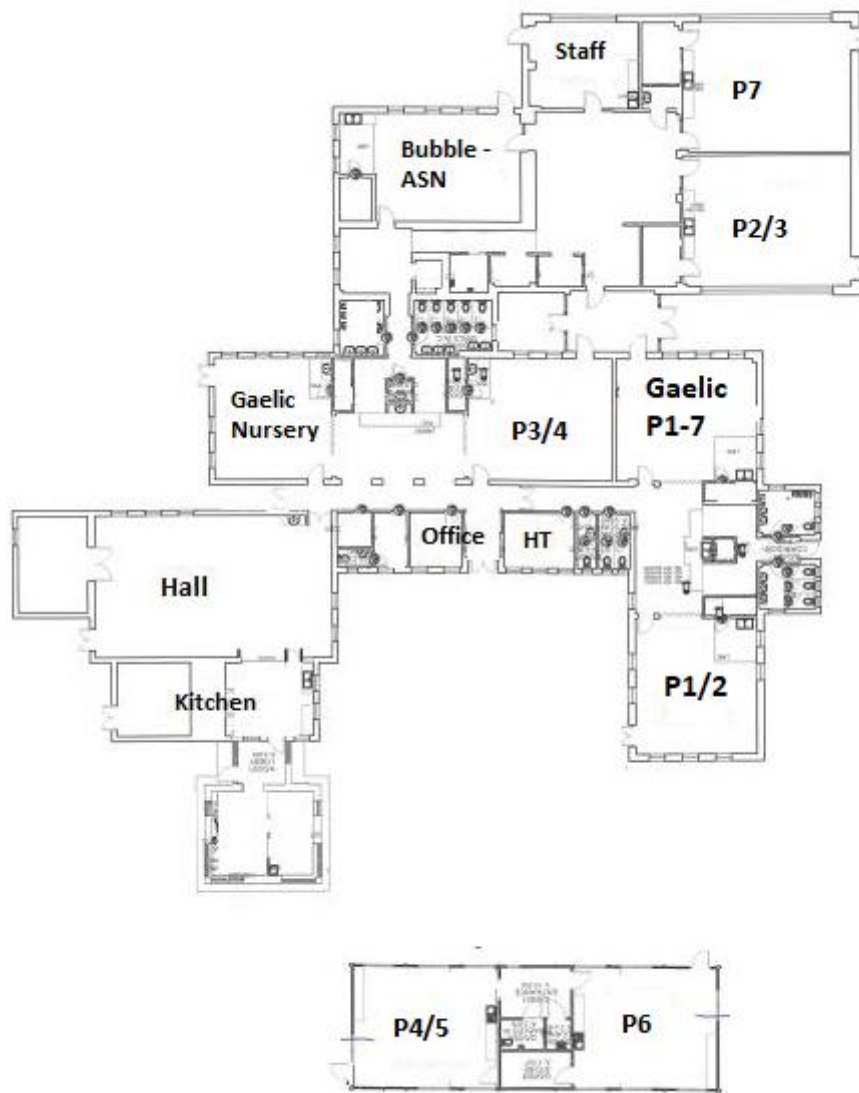 Staff
P7
Bubble -
ASN
P2/3
Gaelic
Nursery
P3/4
Gaelic
P1-7
Office
HT
Hall
P1/2
Kitchen
P4/5
P6